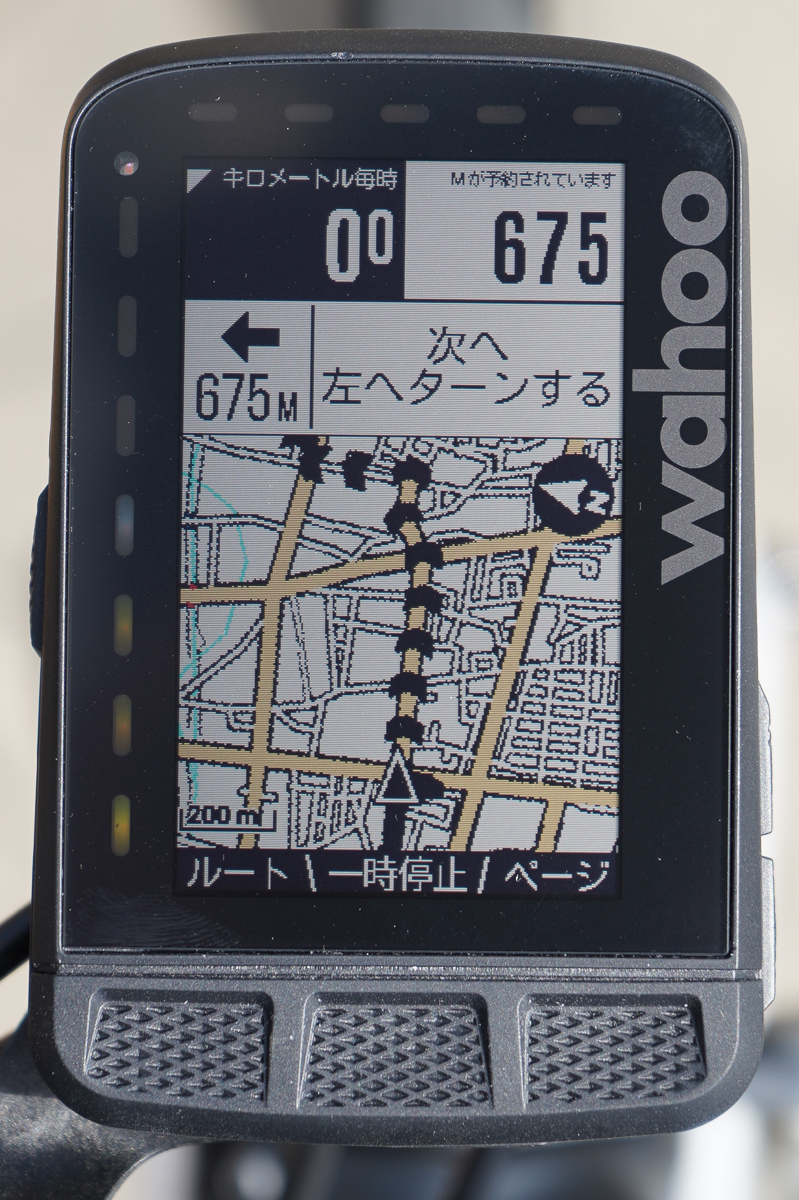 キロメートル毎時
0⁰
Mが予約されています
675
675M
次へ
左へターンする
N
200 m
ルート \ 一時停止 / ページ
wahoo